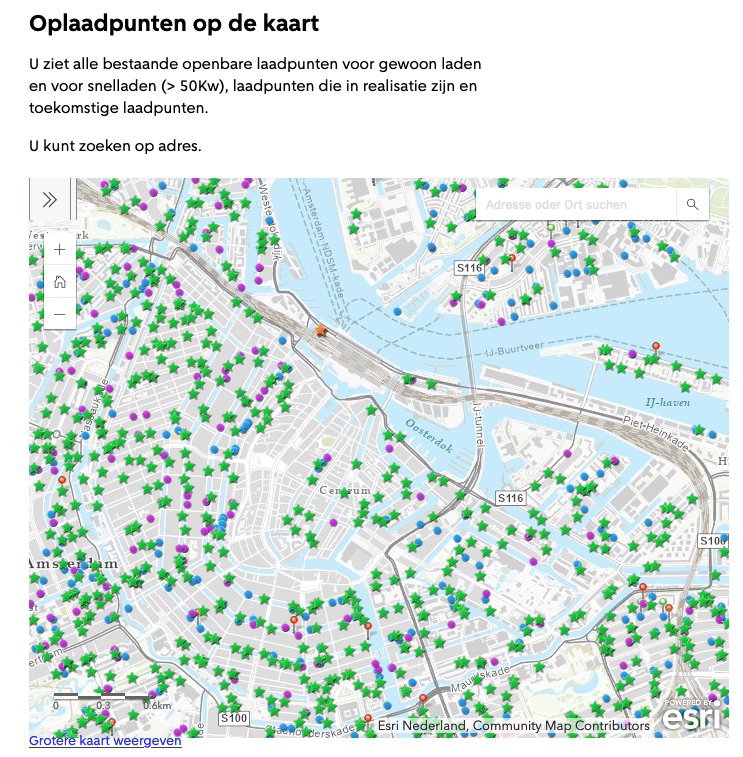 Oplaadpunten op de kaart
U ziet alle bestaande openbare laadpunten voor gewoon laden
en voor snelladen (> 50Kw), laadpunten die in realisatie zijn en
toekomstige laadpunten.
U kunt zoeken op adres.
Adresse oder Ort suchen
Amsterdam NDSM-kade
S116
IJ-Buurtveer
IJ-haven
Piet-Heinkade
Oosterdok
IJ-tunnel
Centrum
S116
S100
Amsterdam
Mauritskade
0 0.3 0.6km
S100
Esri Nederland, Community Map Contributors
POWERED BY
esri
Grotere kaart weergeven